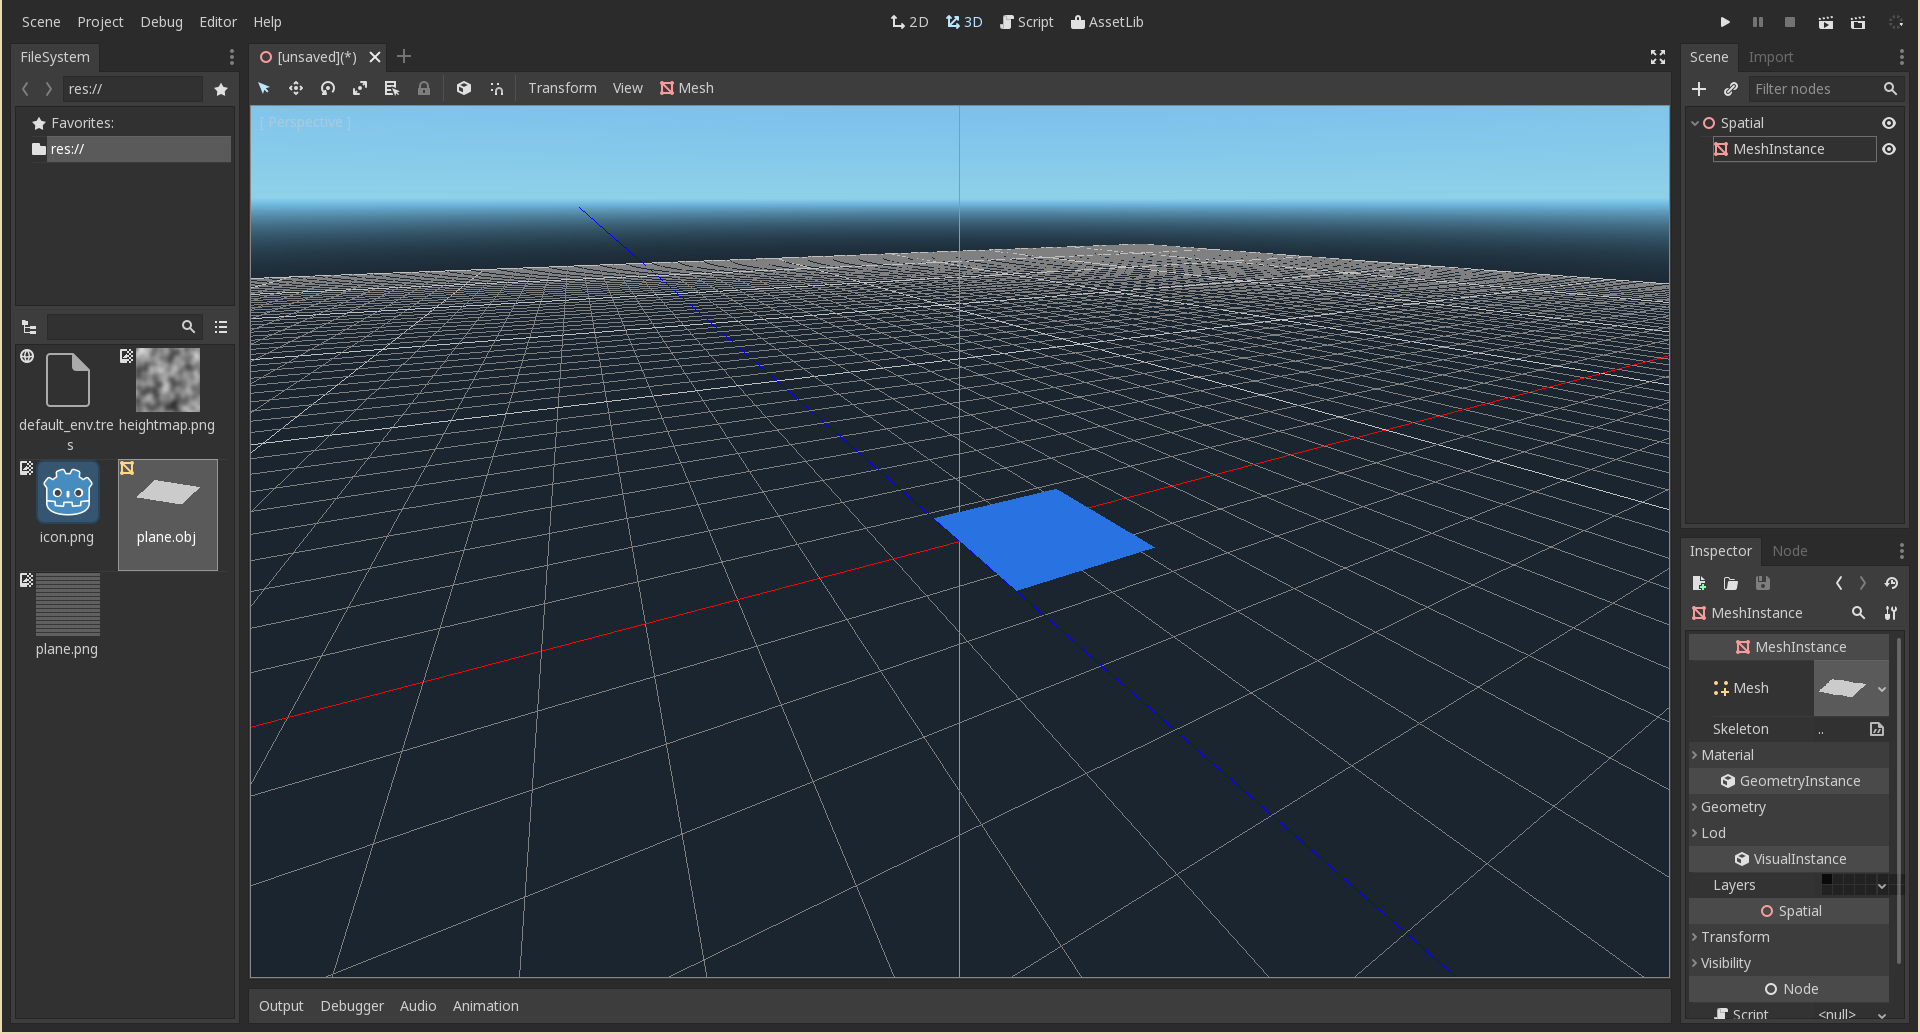 Scene Project Debug Editor Help
2D 3D Script AssetLib
FileSystem
res://
Favorites:
res://
default_env.tre
s
heightmap.png
icon.png
plane.obj
plane.png
[unsaved](*)
Transform View Mesh
[ Perspective ]
Output Debugger Audio Animation
Scene Import
Filter nodes
Spatial
MeshInstance
Inspector Node
MeshInstance
MeshInstance
Mesh
Skeleton ..
Material
GeometryInstance
Geometry
Lod
VisualInstance
Layers
Spatial
Transform
Visibility
Node
Script <null>